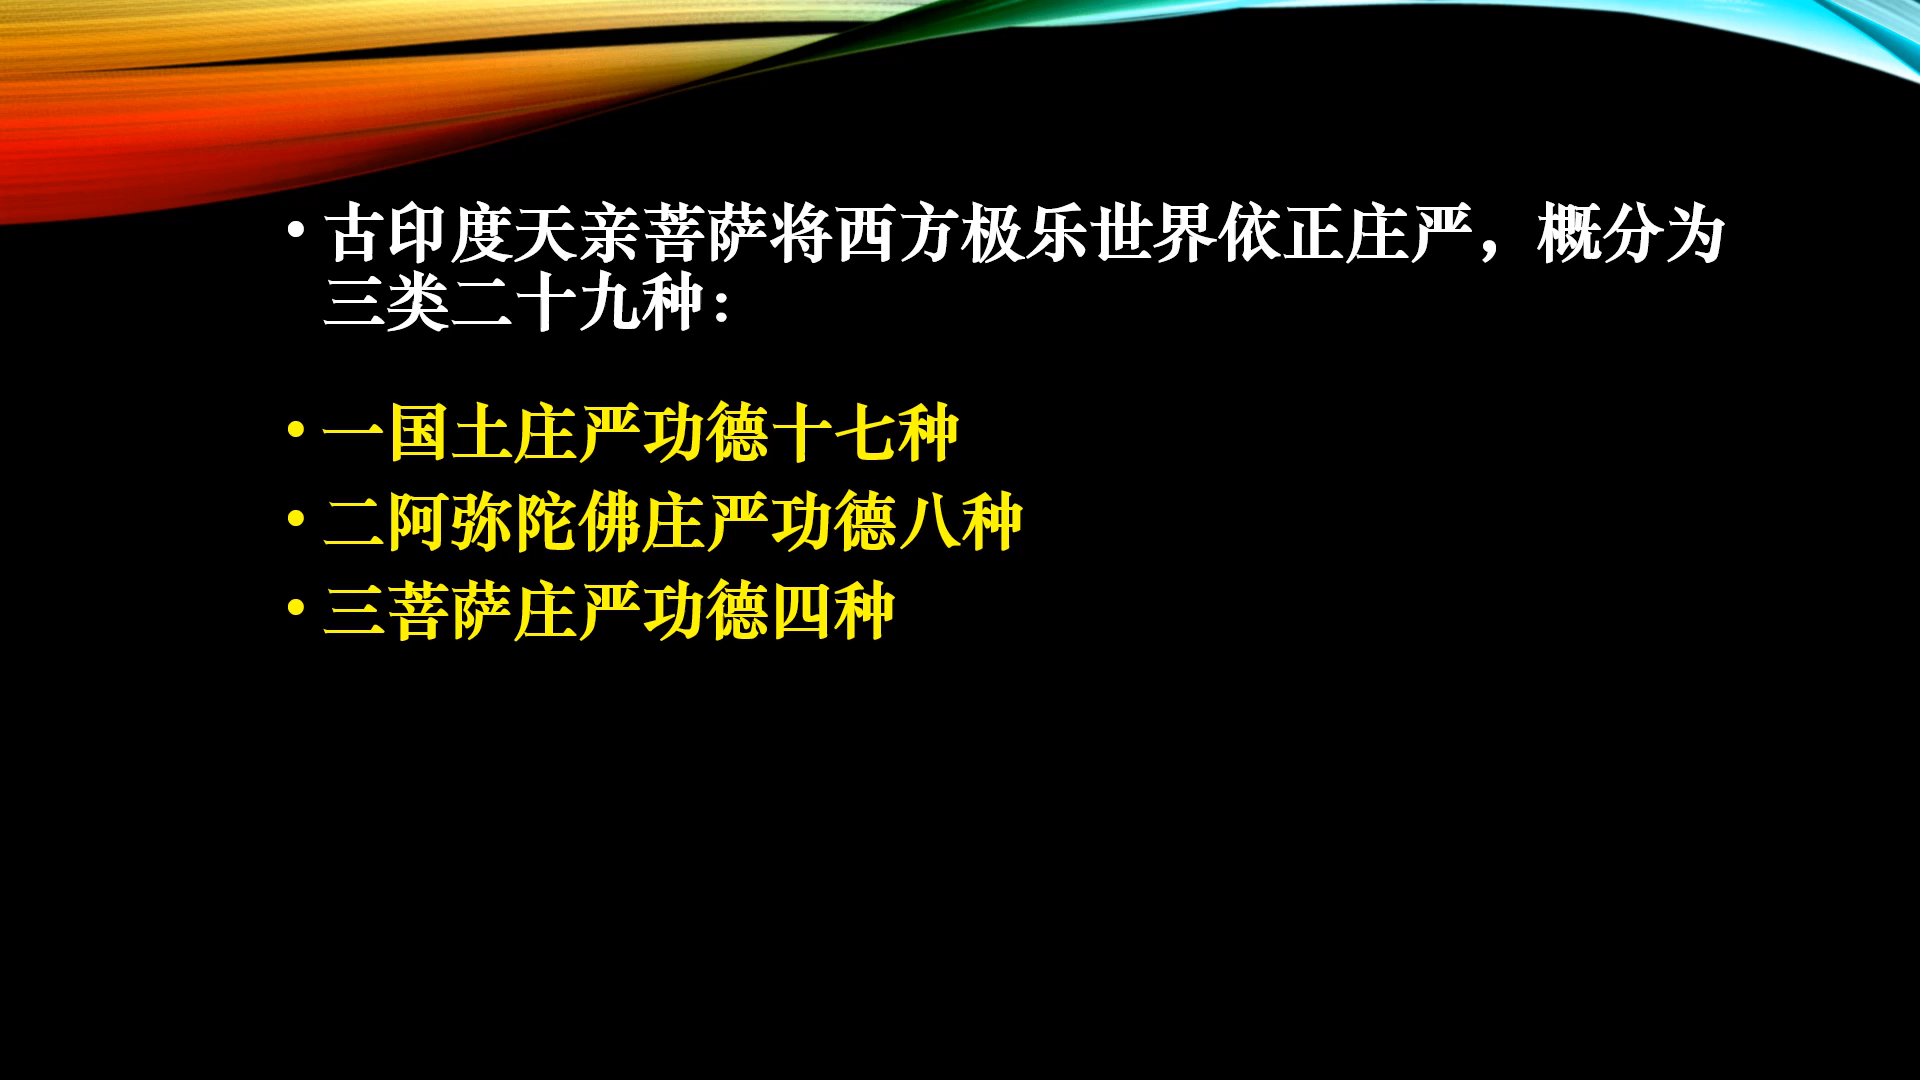 • 古印度天亲菩萨将西方极乐世界依正庄严，概分为
三类二十九种：
• 一国土庄严功德十七种
• 二阿弥陀佛庄严功德八种
• 三菩萨庄严功德四种